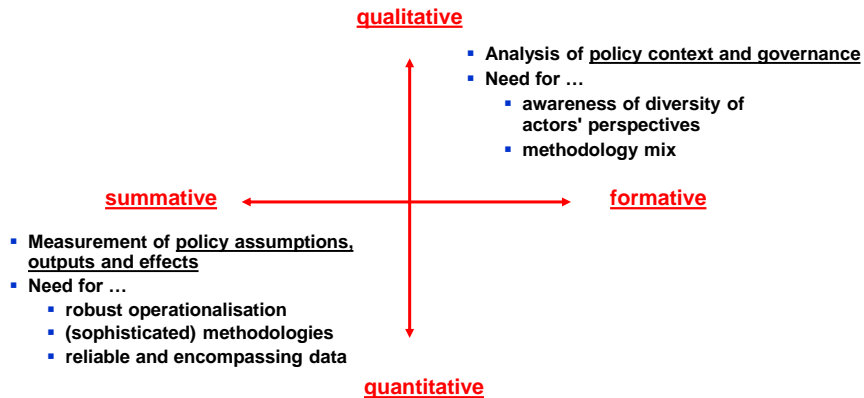 qualitative
▪ Analysis of policy context and governance
▪ Need for …
▪ awareness of diversity of
actors' perspectives
▪ methodology mix
summative
formative
▪ Measurement of policy assumptions,
outputs and effects
▪ Need for …
▪ robust operationalisation
▪ (sophisticated) methodologies
▪ reliable and encompassing data
quantitative